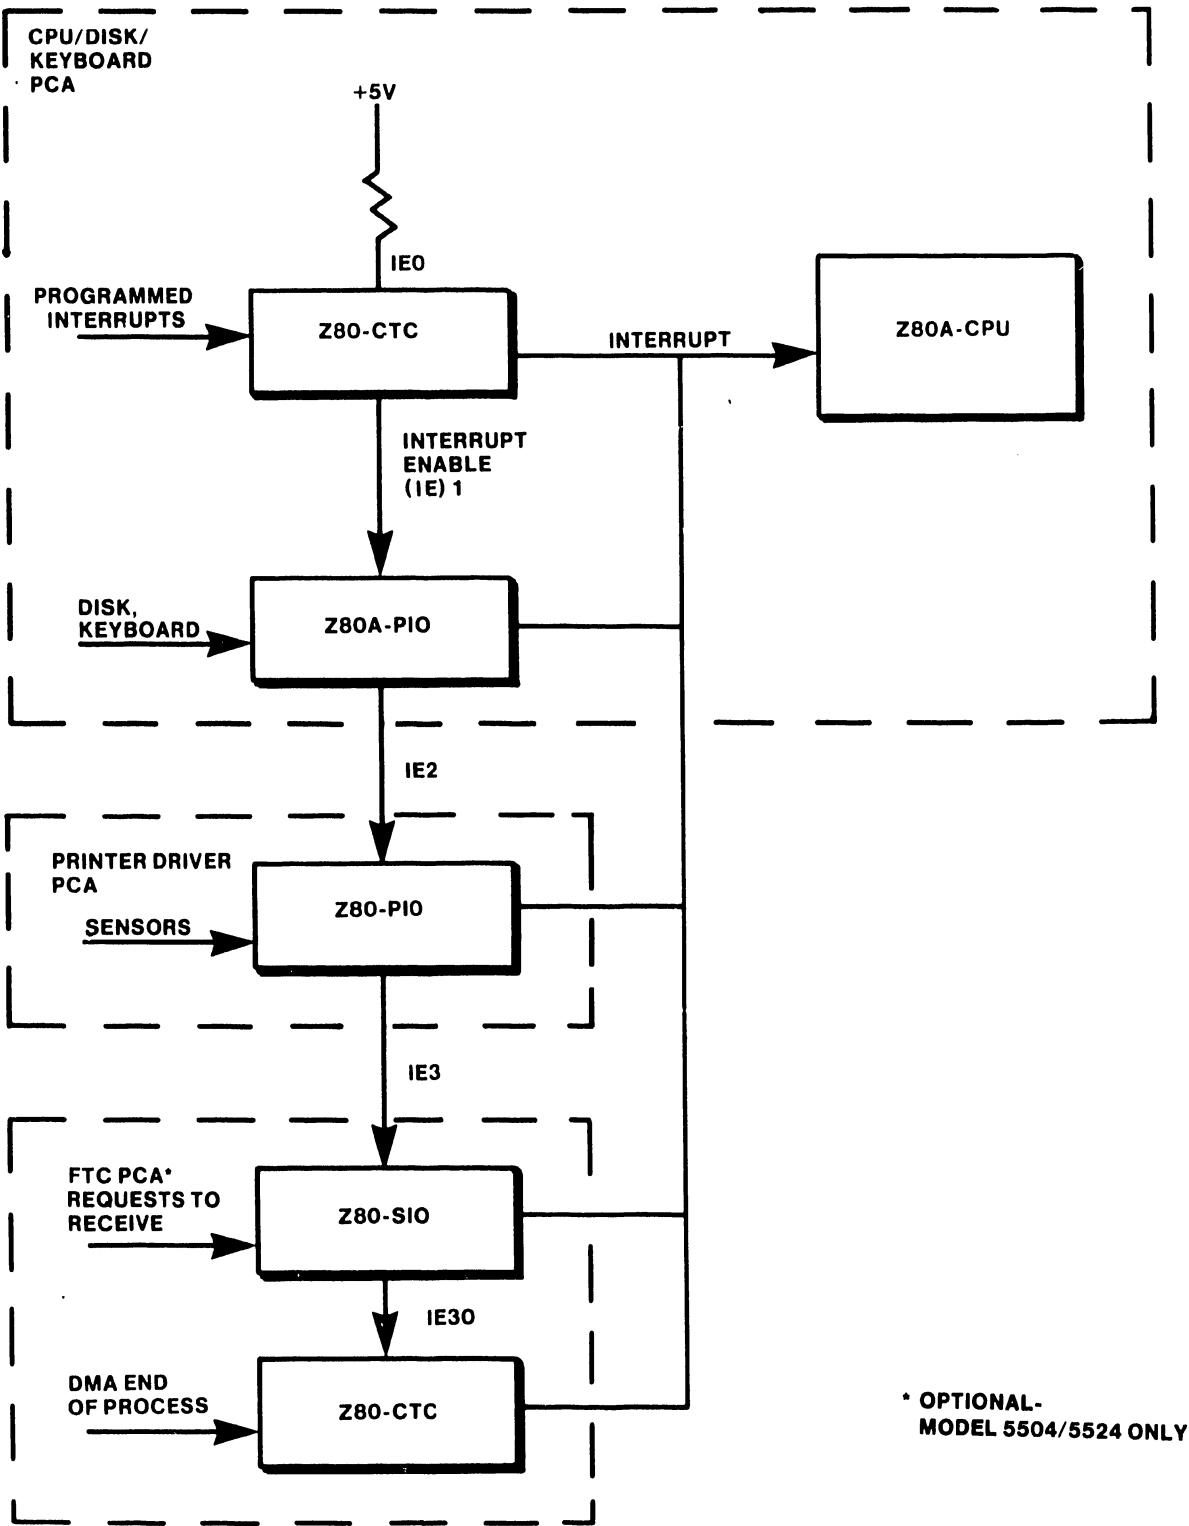 CPU/DISK/
KEYBOARD
PCA
+5V
IE0
PROGRAMMED
INTERRUPTS
Z80-CTC
INTERRUPT
Z80A-CPU
INTERRUPT
ENABLE
(IE) 1
DISK,
KEYBOARD
Z80A-PIO
IE2
PRINTER DRIVER
PCA
SENSORS
Z80-PIO
IE3
FTC PCA*
REQUESTS TO
RECEIVE
Z80-SIO
IE30
DMA END
OF PROCESS
Z80-CTC
* OPTIONAL-
MODEL 5504/5524 ONLY